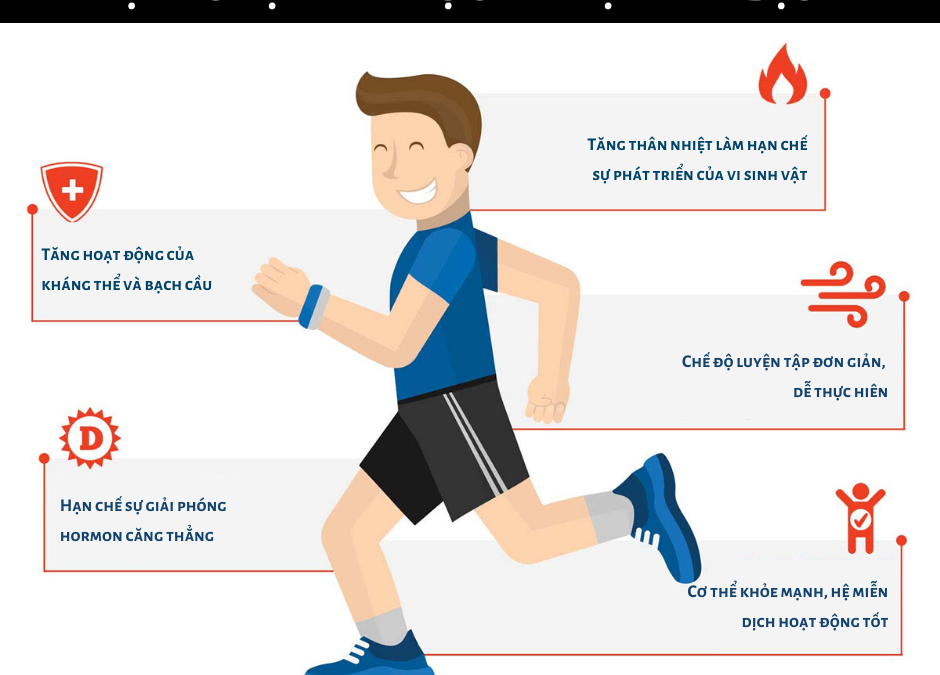 TĂNG THÂN NHIỆT LÀM HẠN CHẾ
SỰ PHÁT TRIỂN CỦA VI SINH VẬT
TĂNG HOẠT ĐỘNG CỦA
KHÁNG THỂ VÀ BẠCH CẦU
CHẾ ĐỘ LUYỆN TẬP ĐƠN GIẢN,
DỄ THỰC HIÊN
D
HẠN CHẾ SỰ GIẢI PHÓNG
HORMON CĂNG THẲNG
CƠ THỂ KHỎE MẠNH, HỆ MIỄN
DỊCH HOẠT ĐỘNG TỐT